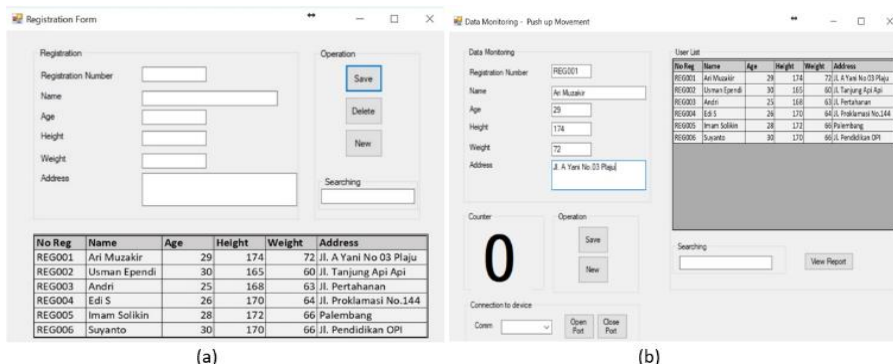 Registration Form
Registration
Registration Number
Name
Age
Height
Weight
Address
Operation
Save
Delete
New
Searching
No Reg Name Age Height Weight Address
REG001 Ari Muzakir 29 174 72 Jl. A Yani No 03 Plaju
REG002 Usman Ependi 30 165 60 Jl. Tanjung Api Api
REG003 Andri 25 168 63 Jl. Pertahanan
REG004 Edi S 26 170 64 Jl. Proklamasi No.144
REG005 Imam Solikin 28 172 66 Palembang
REG006 Suyanto 30 170 66 Jl. Pendidikan OPI
(a)
Data Monitoring - Push up Movement
Data Monitoring
Registration Number REG001
Name Ari Muzakir
Age 29
Height 174
Weight 72
Address Jl. A Yani No.03 Plaju
Counter
0
Operation
Save
New
Connection to device
Comm
Open Port
Close Port
User List
No Reg Name Age Height Weight Address
REG001 Ari Muzakir 29 174 72 Jl. A Yani No 03 Plaju
REG002 Usman Ependi 30 165 60 Jl. Tanjung Api Api
REG003 Andri 25 168 63 Jl. Pertahanan
REG004 Edi S 26 170 64 Jl. Proklamasi No.144
REG005 Imam Solikin 28 172 66 Palembang
REG006 Suyanto 30 170 66 Jl. Pendidikan OPI
Searching
View Report
(b)